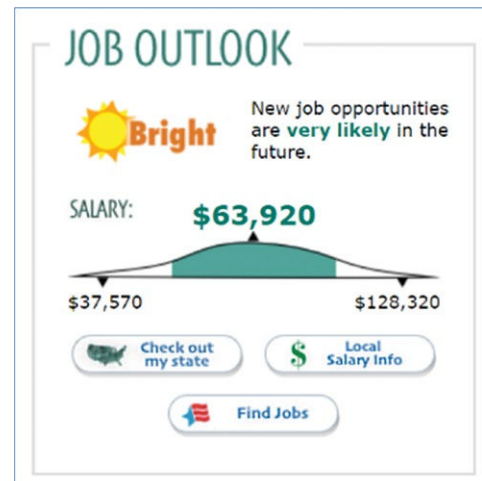 JOB OUTLOOK
Bright
New job opportunities
are very likely in the
future.
SALARY:
$63,920
$37,570
$128,320
Check out
my state
$
Local
Salary Info
Find Jobs